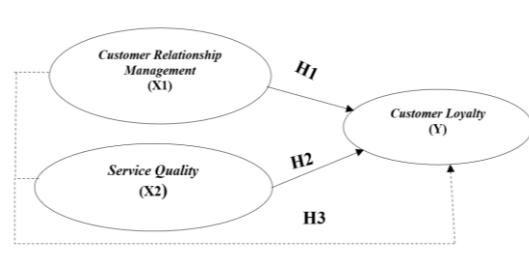 Customer Relationship
Management
(X1)
H1
Customer Loyalty
(Y)
Service Quality
(X2)
H2
H3